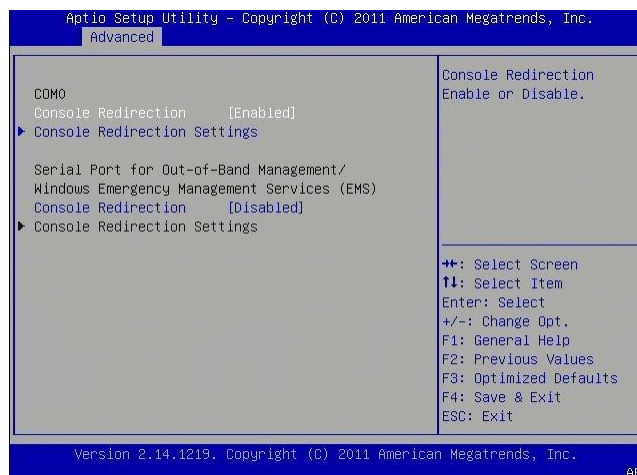 Aptio Setup Utility – Copyright (C) 2011 American Megatrends, Inc.
Advanced
COM0
Console Redirection [Enabled]
Console Redirection Settings
Serial Port for Out-of-Band Management/
Windows Emergency Management Services (EMS)
Console Redirection [Disabled]
Console Redirection Settings
Console Redirection
Enable or Disable.
→←: Select Screen
↑↓: Select Item
Enter: Select
+/-: Change Opt.
F1: General Help
F2: Previous Values
F3: Optimized Defaults
F4: Save & Exit
ESC: Exit
Version 2.14.1219. Copyright (C) 2011 American Megatrends, Inc.